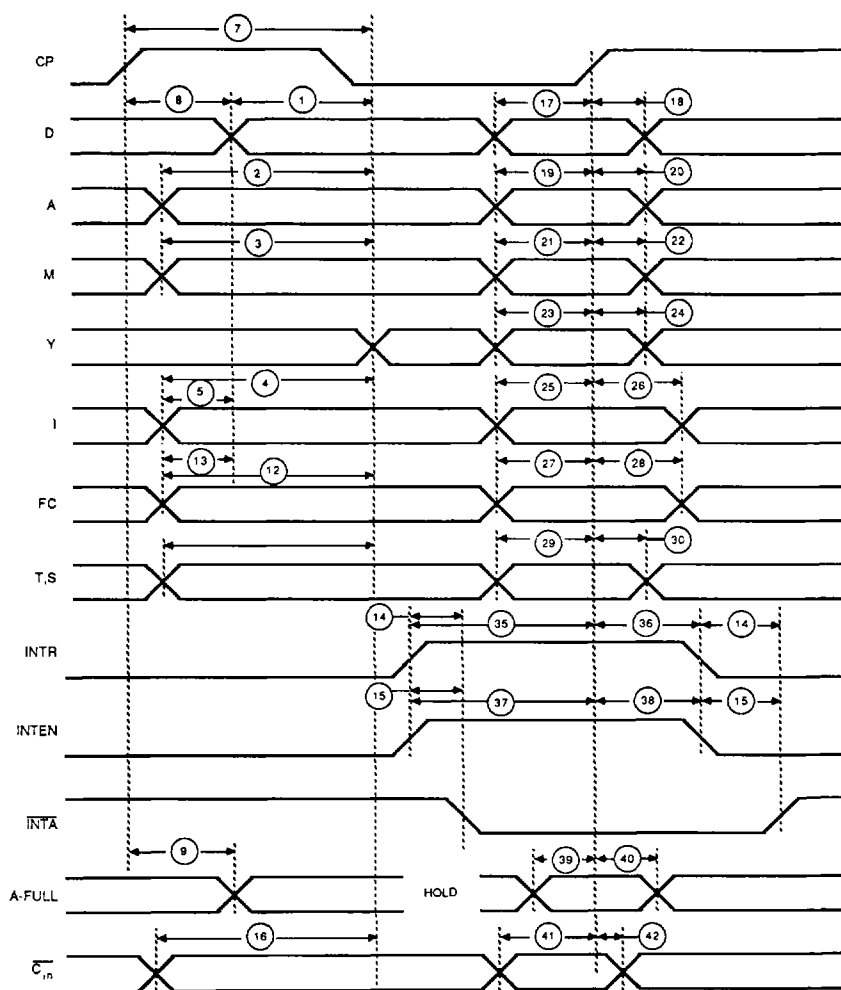 7
CP
8 1 17 18
D
2 19 20
A
3 21 22
M
23 24
Y
4 25 26
5
I
13 27 28
12
FC
29 30
T,S
14 35 36 14
INTR
15 37 38 15
INTEN
INTA
9 39 40
A-FULL HOLD
16 41 42
C_in